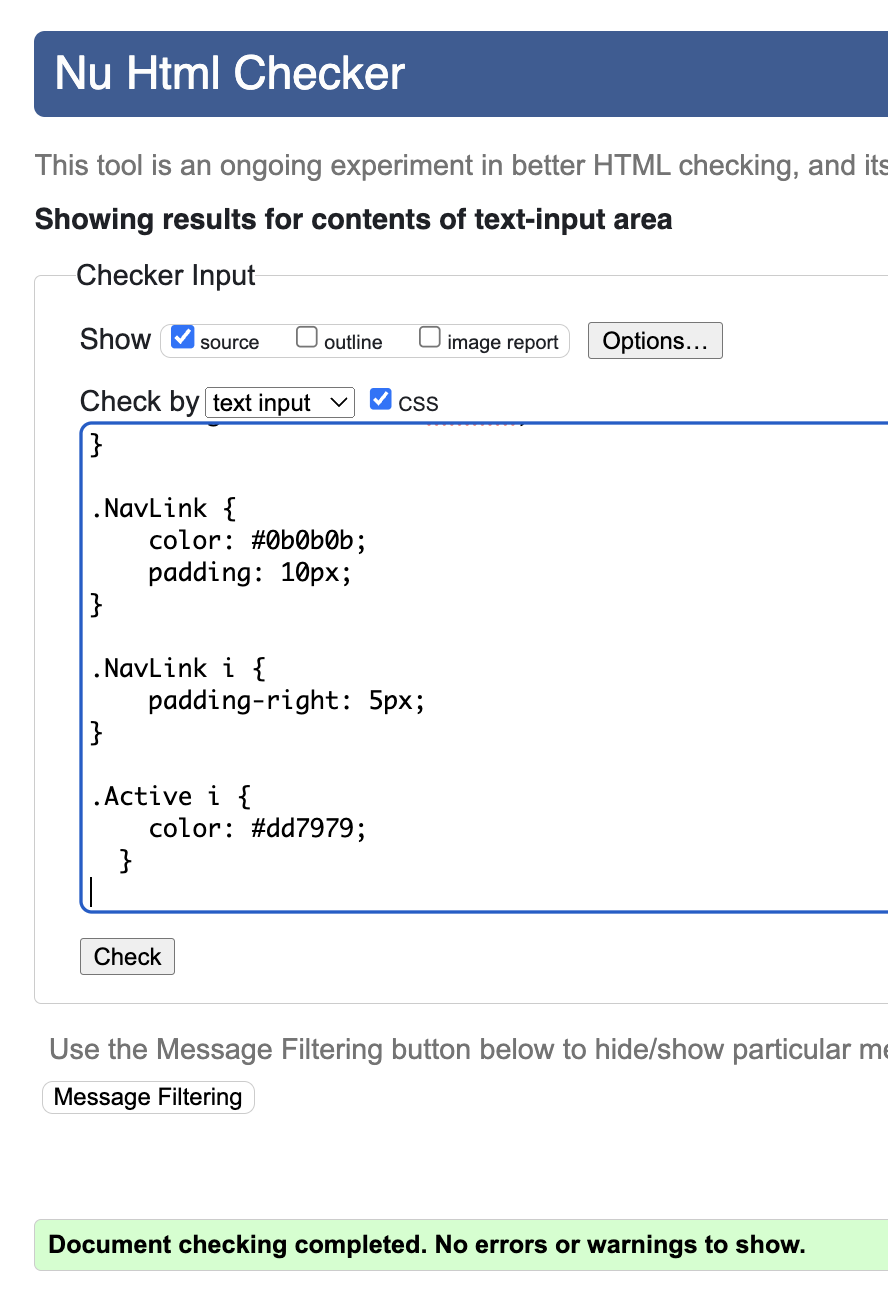 Nu Html Checker
This tool is an ongoing experiment in better HTML checking, and its
Showing results for contents of text-input area
Checker Input
Show source outline image report Options…
Check by text input CSS
}
.NavLink {
color: #0b0b0b;
padding: 10px;
}
.NavLink i {
padding-right: 5px;
}
.Active i {
color: #dd7979;
}
Check
Use the Message Filtering button below to hide/show particular
Message Filtering
Document checking completed. No errors or warnings to show.